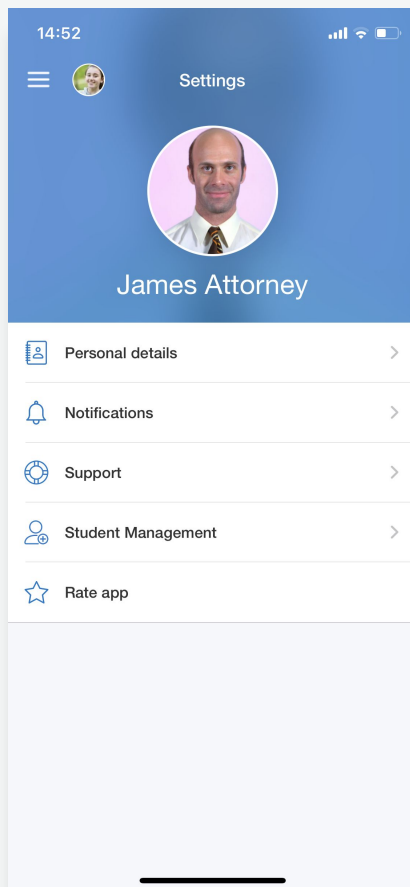 14:52
Settings
James Attorney
Personal details
Notifications
Support
Student Management
Rate app